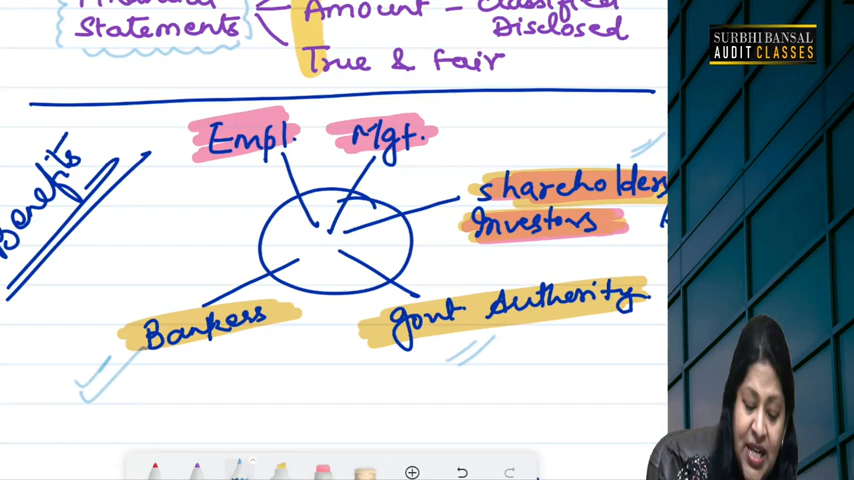 Statements
Amount - Classified
Disclosed
True & Fair
SURBHI BANSAL
AUDIT CLASSES
Benefits
Empl. Mgt.
shareholders
Investors
Bankers
govt Authority